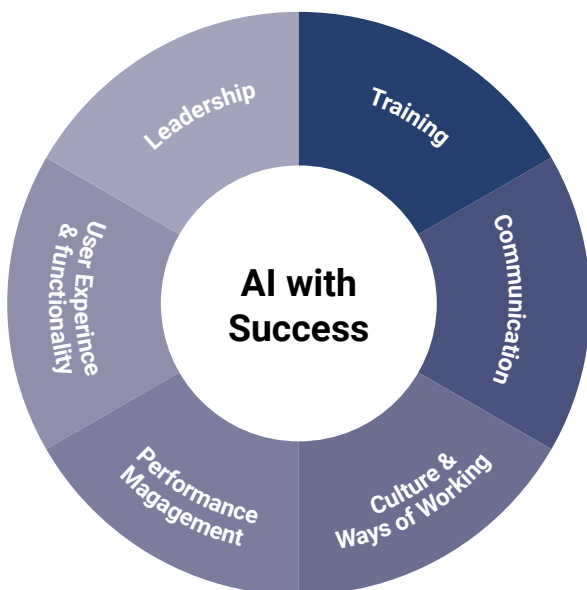 Leadership
Training
User Experince
& functionality
AI with
Success
Communication
Performance
Magagement
Culture &
Ways of Working